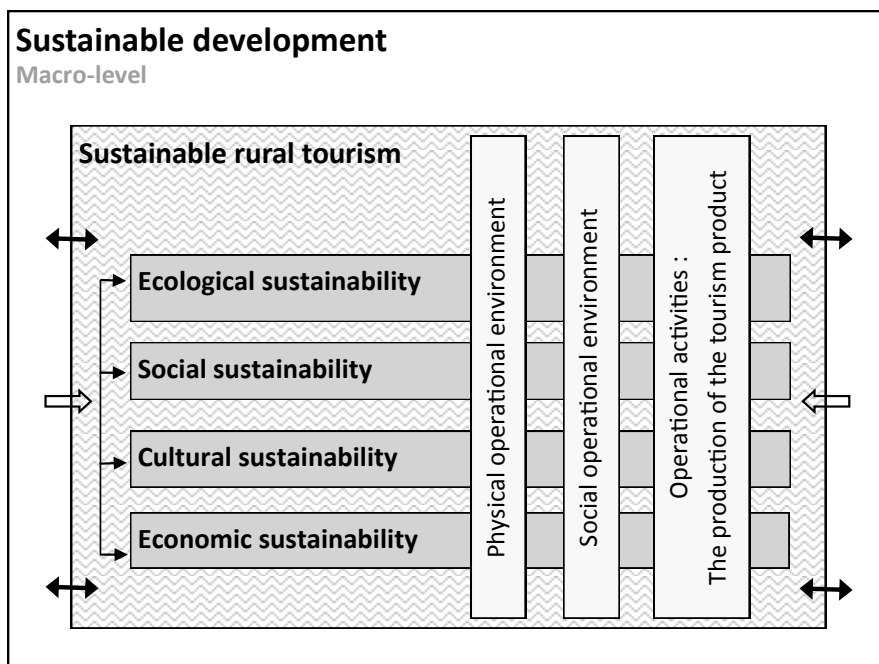 Sustainable development
Macro-level
Sustainable rural tourism
Ecological sustainability
Social sustainability
Cultural sustainability
Economic sustainability
Physical operational environment
Social operational environment
Operational activities :
The production of the tourism product